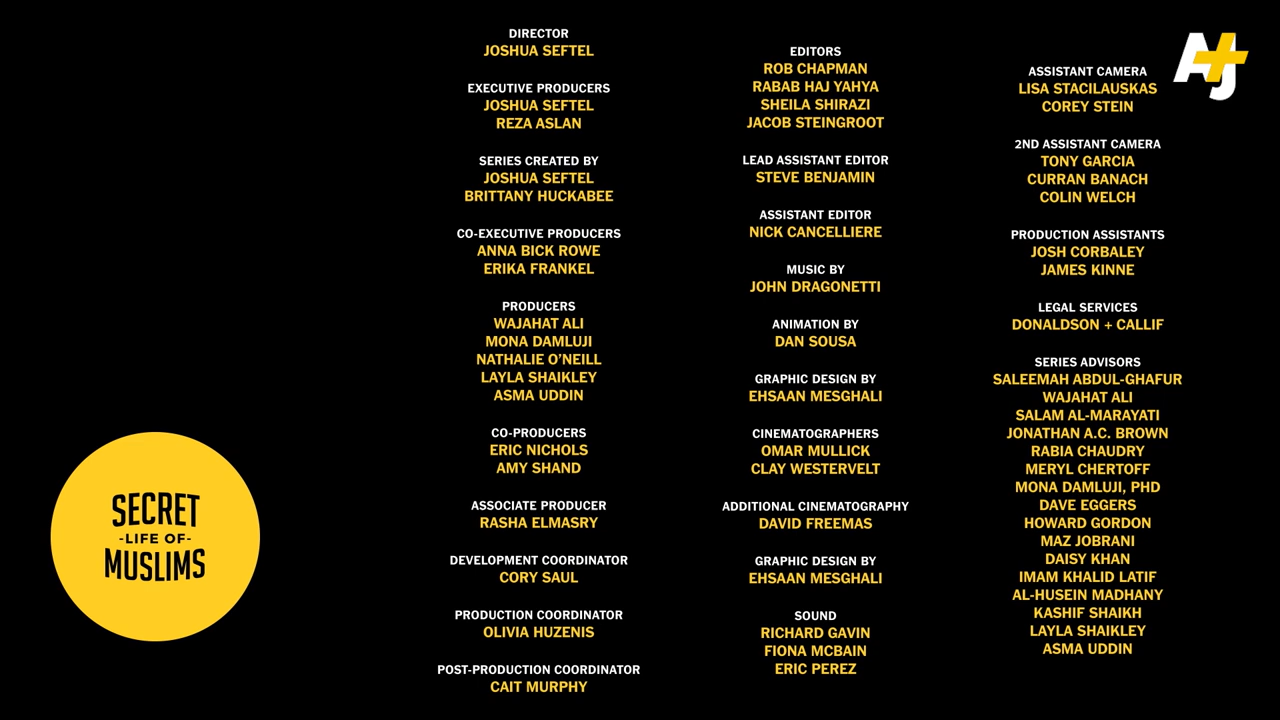 DIRECTOR
JOSHUA SEFTEL
EXECUTIVE PRODUCERS
JOSHUA SEFTEL
REZA ASLAN
SERIES CREATED BY
JOSHUA SEFTEL
BRITTANY HUCKABEE
CO-EXECUTIVE PRODUCERS
ANNA BICK ROWE
ERIKA FRANKEL
PRODUCERS
WAJAHAT ALI
MONA DAMLUJI
NATHALIE O'NEILL
LAYLA SHAIKLEY
ASMA UDDIN
CO-PRODUCERS
ERIC NICHOLS
AMY SHAND
ASSOCIATE PRODUCER
RASHA ELMASRY
DEVELOPMENT COORDINATOR
CORY SAUL
PRODUCTION COORDINATOR
OLIVIA HUZENIS
POST-PRODUCTION COORDINATOR
CAIT MURPHY
EDITORS
ROB CHAPMAN
RABAB HAJ YAHYA
SHEILA SHIRAZI
JACOB STEINGROOT
LEAD ASSISTANT EDITOR
STEVE BENJAMIN
ASSISTANT EDITOR
NICK CANCELLIERE
MUSIC BY
JOHN DRAGONETTI
ANIMATION BY
DAN SOUSA
GRAPHIC DESIGN BY
EHSAAN MESGHALI
CINEMATOGRAPHERS
OMAR MULLICK
CLAY WESTERVELT
ADDITIONAL CINEMATOGRAPHY
DAVID FREEMAS
GRAPHIC DESIGN BY
EHSAAN MESGHALI
SOUND
RICHARD GAVIN
FIONA MCBAIN
ERIC PEREZ
ASSISTANT CAMERA
LISA STACILAUSKAS
COREY STEIN
2ND ASSISTANT CAMERA
TONY GARCIA
CURRAN BANACH
COLIN WELCH
PRODUCTION ASSISTANTS
JOSH CORBALEY
JAMES KINNE
LEGAL SERVICES
DONALDSON + CALLIF
SERIES ADVISORS
SALEEMAH ABDUL-GHAFUR
WAJAHAT ALI
SALAM AL-MARAYATI
JONATHAN A.C. BROWN
RABIA CHAUDRY
MERYL CHERTOFF
MONA DAMLUJI, PHD
DAVE EGGERS
HOWARD GORDON
MAZ JOBRANI
DAISY KHAN
IMAM KHALID LATIF
AL-HUSEIN MADHANY
KASHIF SHAIKH
LAYLA SHAIKLEY
ASMA UDDIN
AJ+
SECRET
-LIFE OF-
MUSLIMS